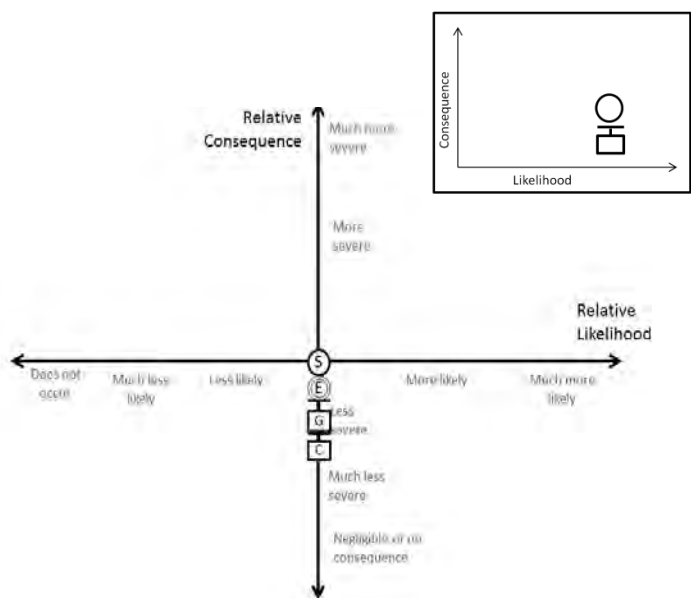 Relative
Consequence
Much more
severe
More
severe
Consequence
Likelihood
Relative
Likelihood
S
Does not
occur
Much less
likely
Less likely
More likely
Much more
likely
E
Less
severe
G
C
Much less
severe
Negligible or no
consequence